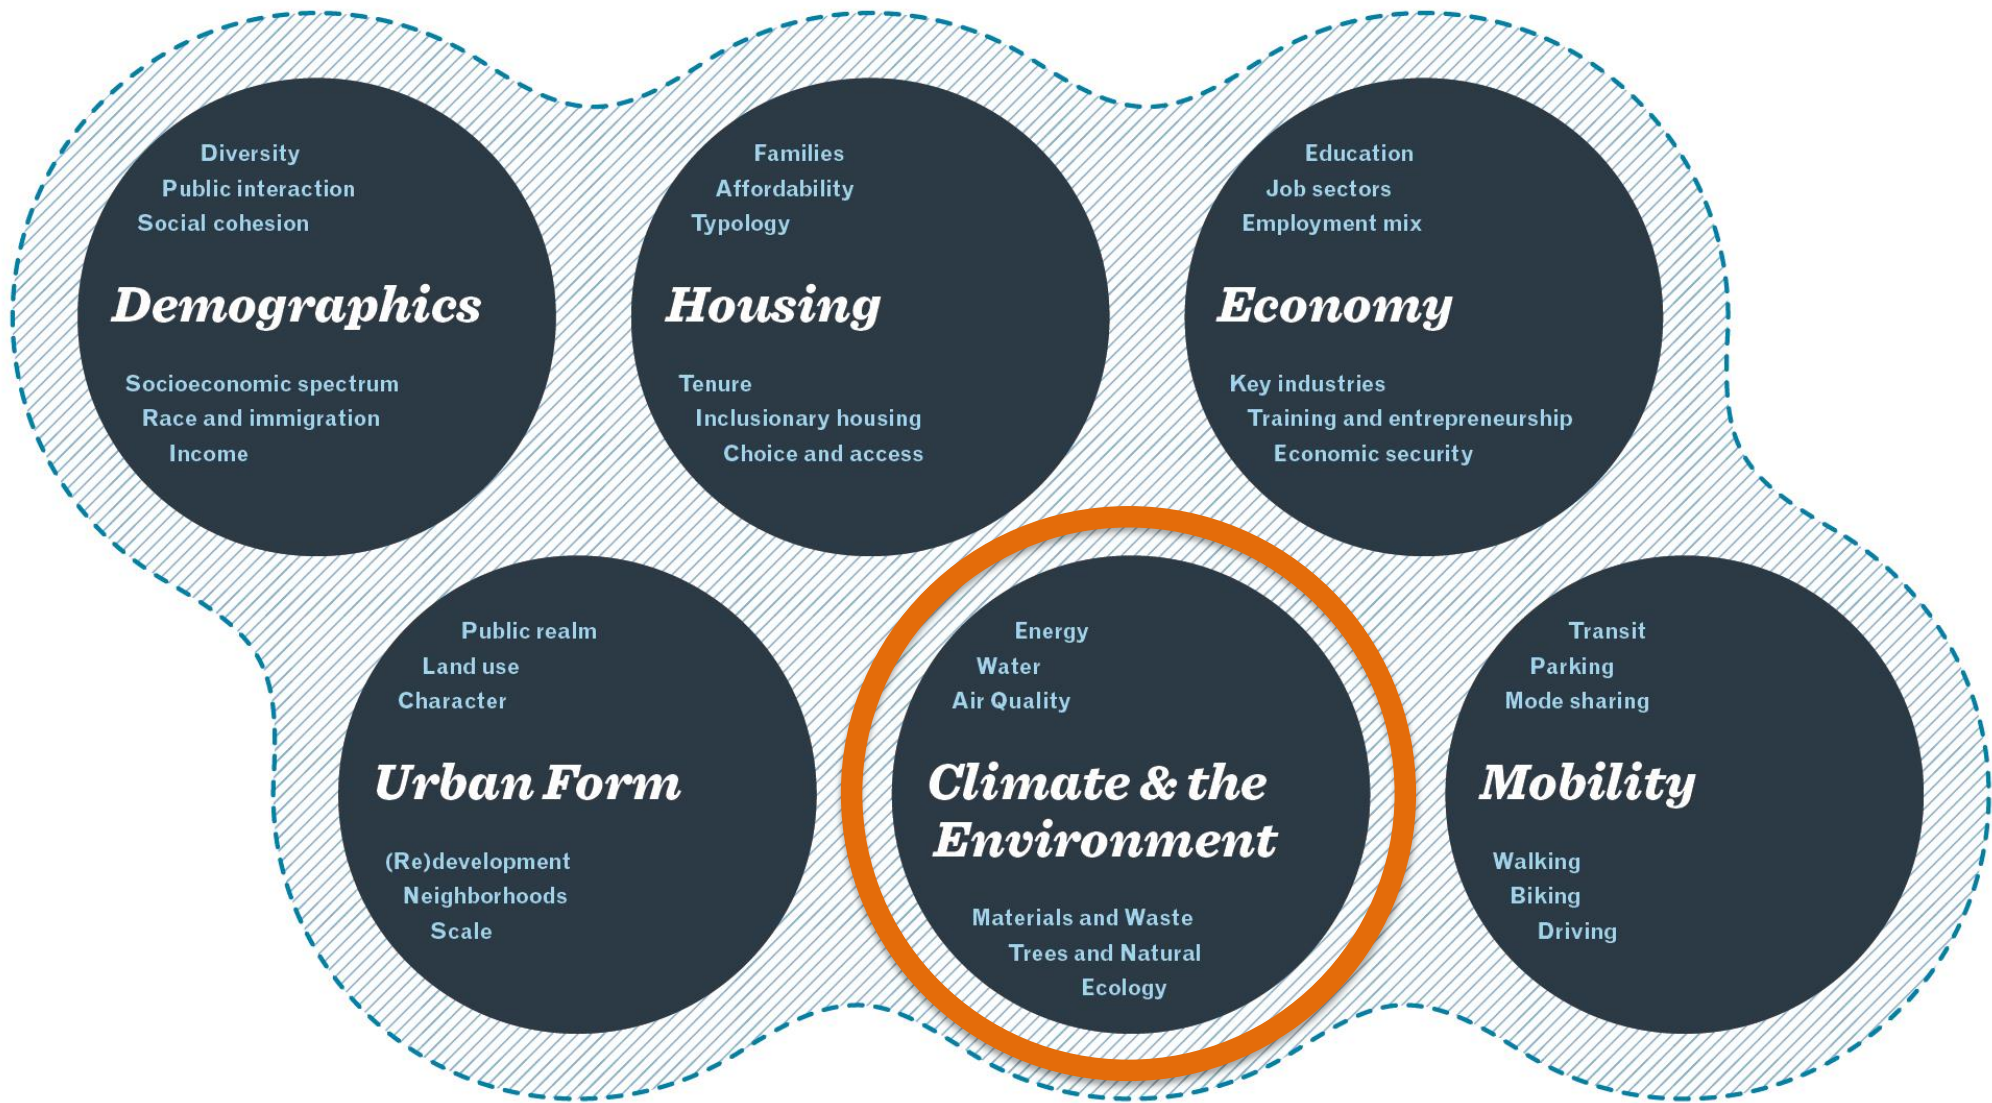 Diversity
Public interaction
Social cohesion
Demographics
Socioeconomic spectrum
Race and immigration
Income
Families
Affordability
Typology
Housing
Tenure
Inclusionary housing
Choice and access
Education
Job sectors
Employment mix
Economy
Key industries
Training and entrepreneurship
Economic security
Public realm
Land use
Character
Urban Form
(Re)development
Neighborhoods
Scale
Energy
Water
Air Quality
Climate & the
Environment
Materials and Waste
Trees and Natural
Ecology
Transit
Parking
Mode sharing
Mobility
Walking
Biking
Driving